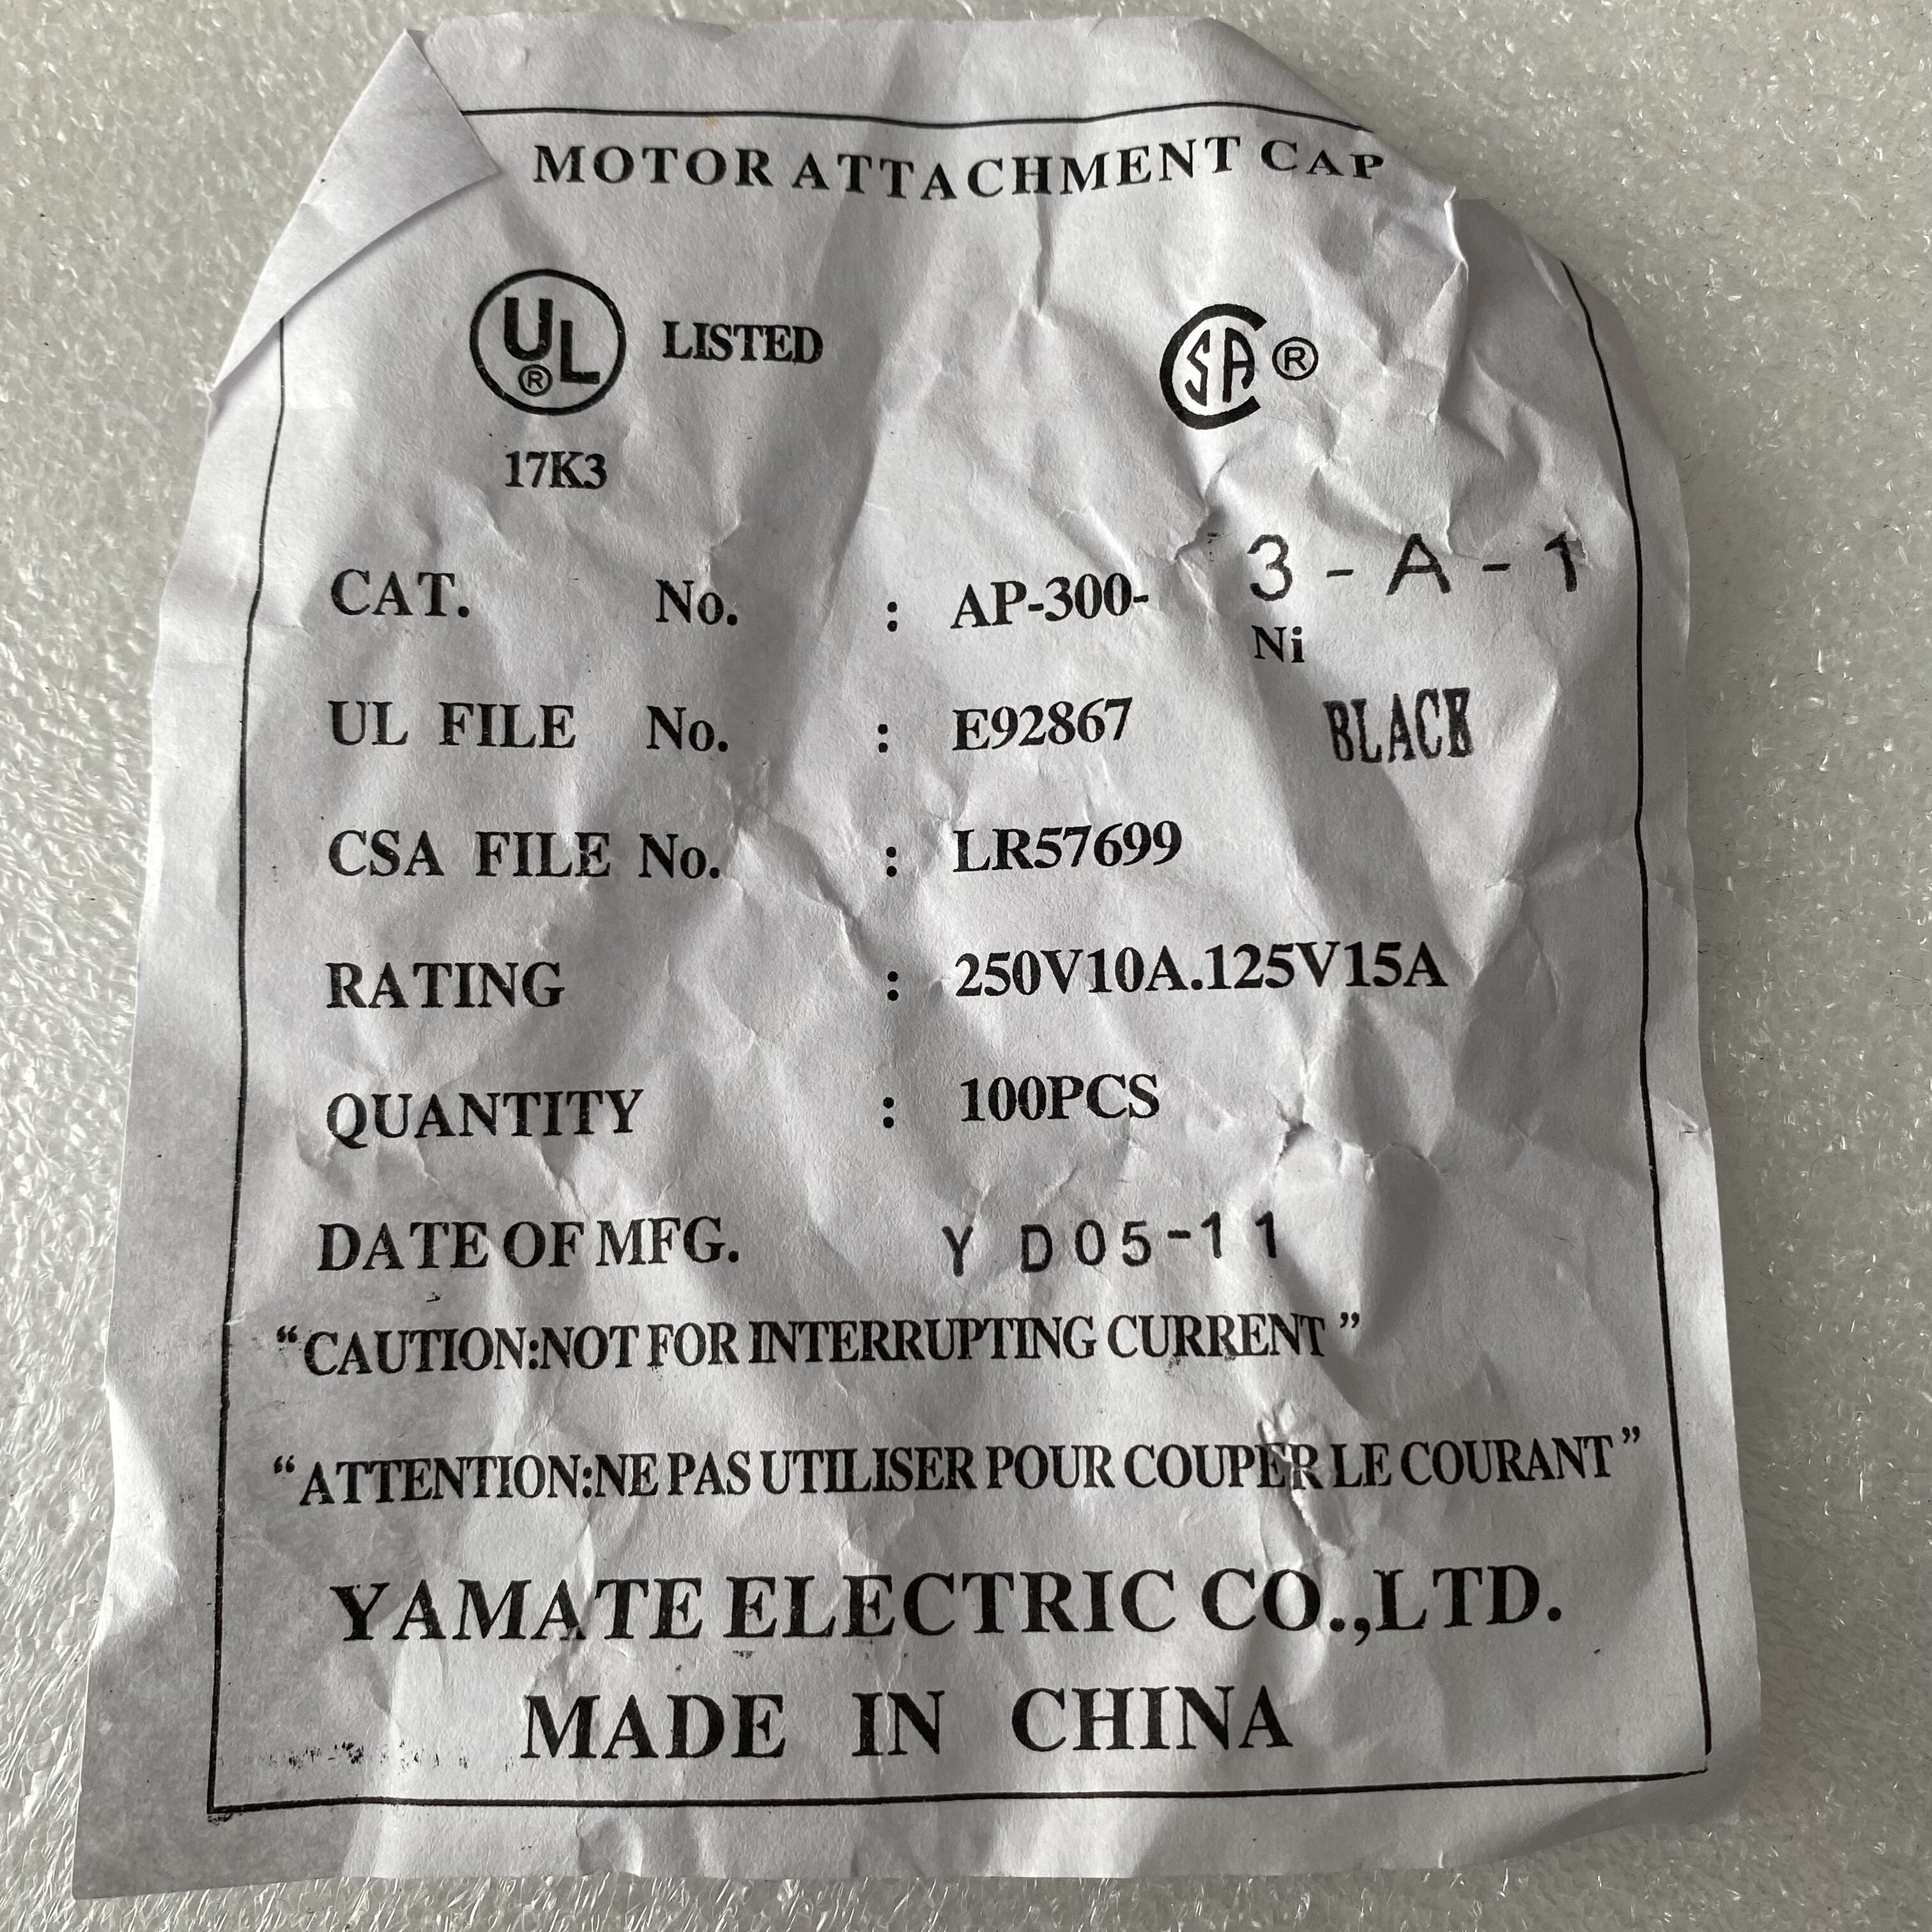 MOTOR ATTACHMENT CAP
UL ® LISTED
CSA ®
17K3
CAT. No. : AP-300- 3-A-1
Ni
UL FILE No. : E92867 BLACK
CSA FILE No. : LR57699
RATING : 250V10A.125V15A
QUANTITY : 100PCS
DATE OF MFG. Y D05-11
“CAUTION:NOT FOR INTERRUPTING CURRENT”
“ATTENTION:NE PAS UTILISER POUR COUPER LE COURANT”
YAMATE ELECTRIC CO.,LTD.
MADE IN CHINA